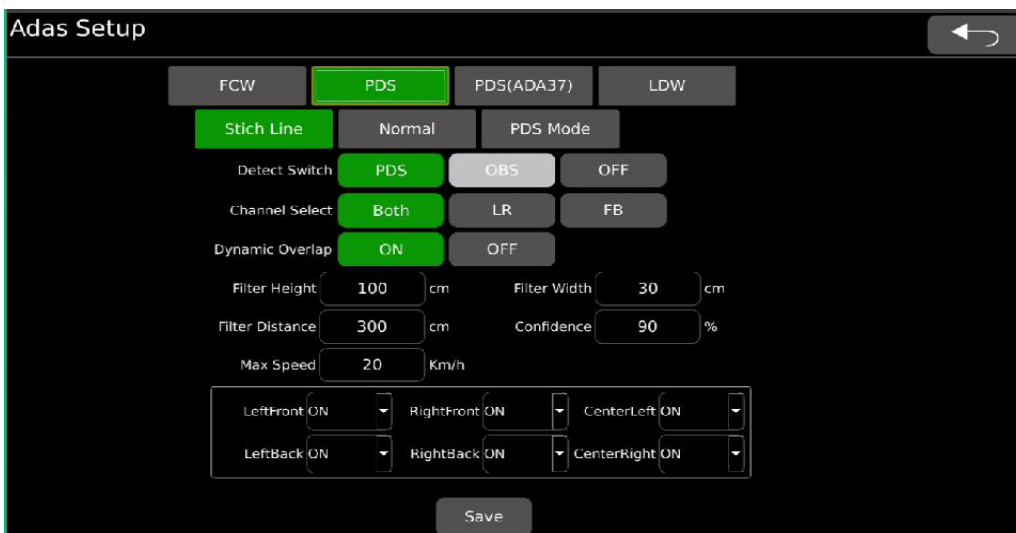 Adas Setup
FCW PDS PDS(ADA37) LDW
Stich Line Normal PDS Mode
Detect Switch PDS OBS OFF
Channel Select Both LR FB
Dynamic Overlap ON OFF
Filter Height 100 cm Filter Width 30 cm
Filter Distance 300 cm Confidence 90 %
Max Speed 20 Km/h
LeftFront ON RightFront ON CenterLeft ON
LeftBack ON RightBack ON CenterRight ON
Save